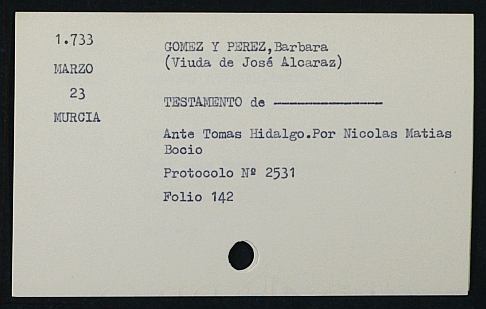 1.733
MARZO
23
MURCIA
GOMEZ Y PEREZ,Barbara
(Viuda de José Alcaraz)
TESTAMENTO de ---------------
Ante Tomas Hidalgo.Por Nicolas Matias
Bocio
Protocolo Nº 2531
Folio 142